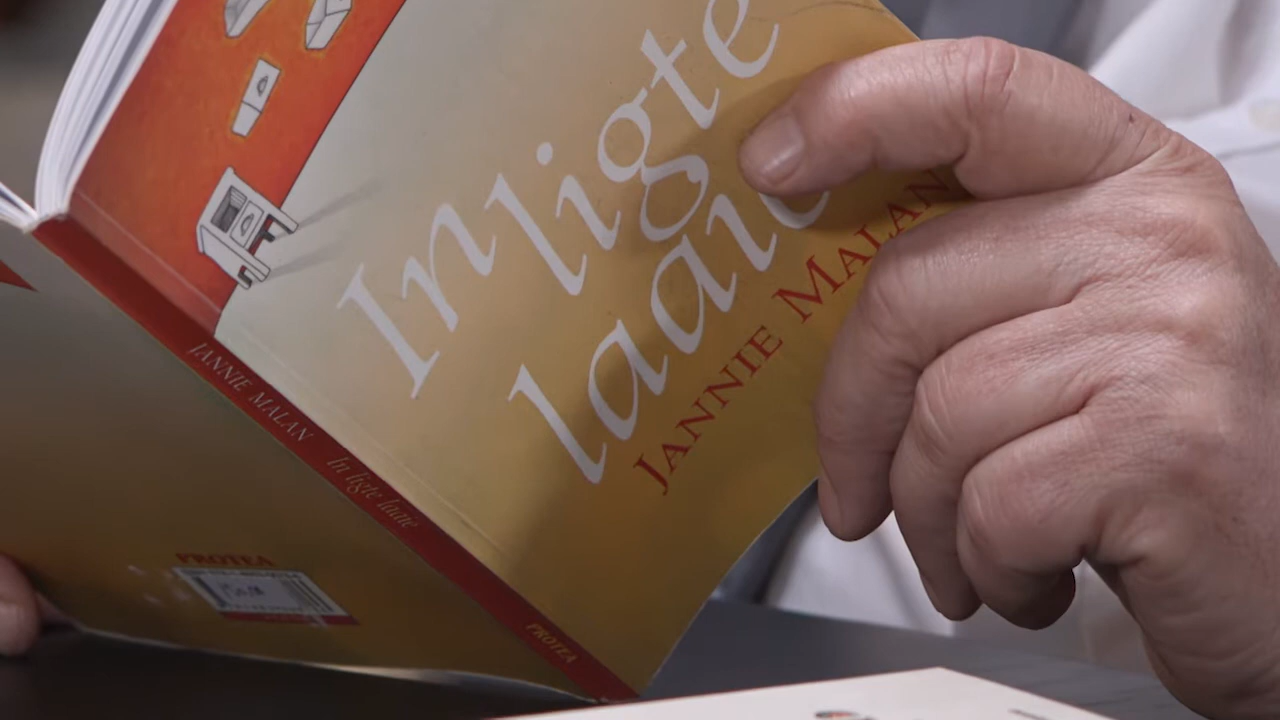 In ligte
laaie
JANNIE MALAN
JANNIE MALAN In ligte laaie PROTEA
PROTEA